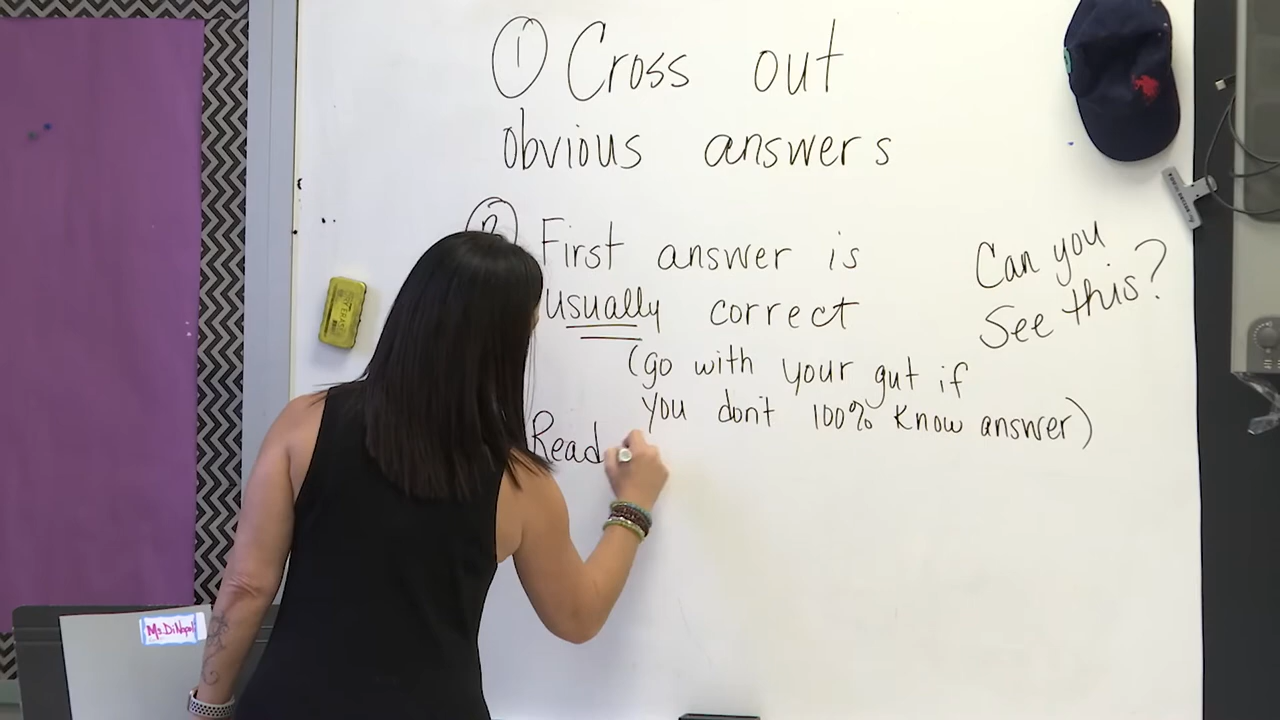 ① Cross out
obvious answers
② First answer is
usually correct
(go with your gut if
you don't 100% know answer)
Read
Can you
See this?
Ms.DiNapoli